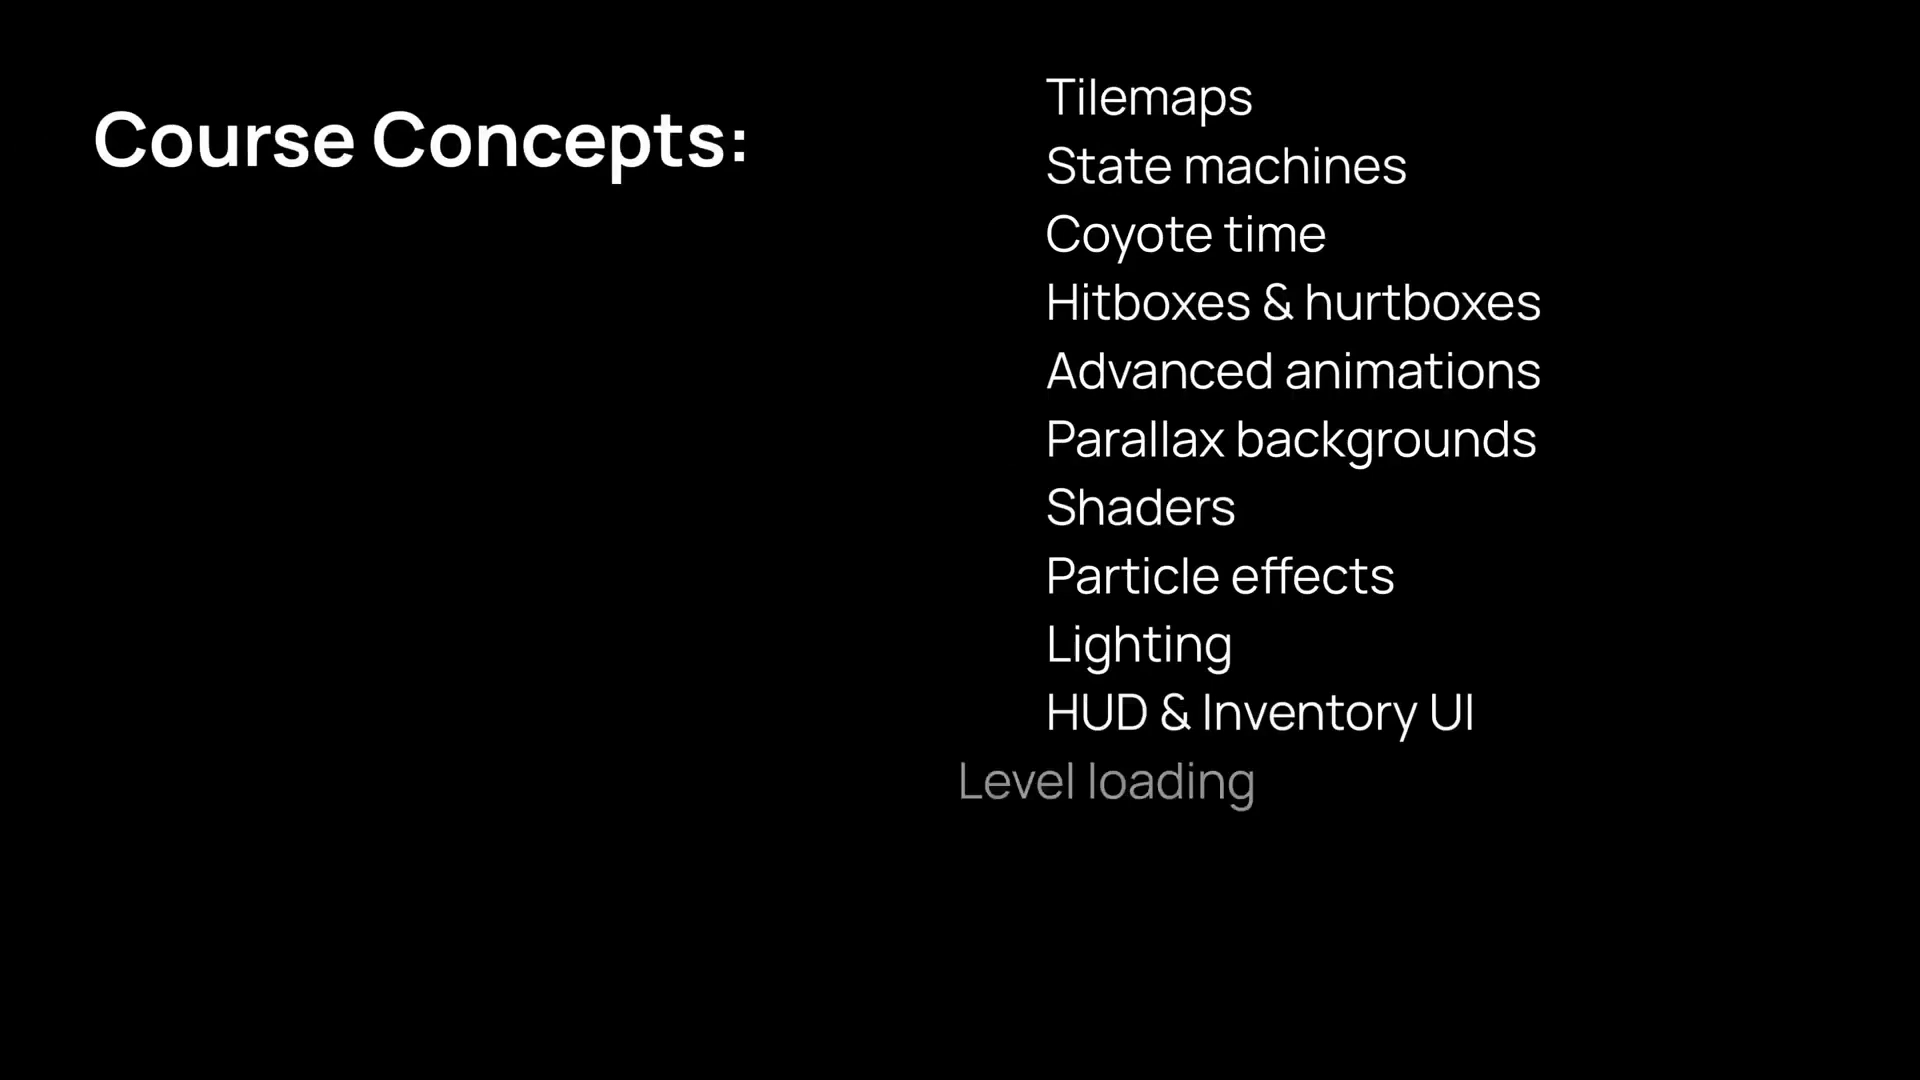 Course Concepts:
Tilemaps
State machines
Coyote time
Hitboxes & hurtboxes
Advanced animations
Parallax backgrounds
Shaders
Particle effects
Lighting
HUD & Inventory UI
Level loading